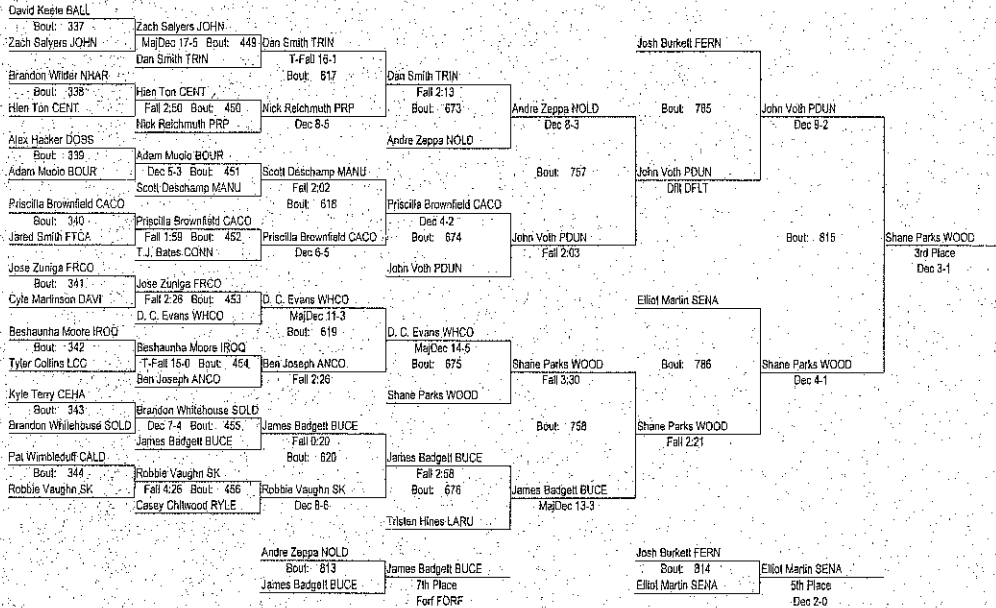 David Keple BALL
Bout: 337
Zach Salyers JOHN
Zach Salyers JOHN
MajDec 17-5 Bout: 449
Dan Smith TRIN
Dan Smith TRIN
T-Fall 16-1
Bout: 617
Brandon Wilder NHAR
Bout: 338
Hien Ton CENT
Hien Ton CENT
Fall 2:50 Bout: 450
Nick Reichmuth PRP
Nick Reichmuth PRP
Dec 8-5
Dan Smith TRIN
Fall 2:13
Bout: 673
Andre Zeppa NOLD
Alex Hacker DOSS
Bout: 339
Adam Mucio BOUR
Adam Mucio BOUR
Dec 5-3 Bout: 451
Scott Deschamp MANU
Scott Deschamp MANU
Fall 2:02
Bout: 618
Priscilla Brownfield CACO
Bout: 340
Jared Smith FTCA
Priscilla Brownfield CACO
Fall 1:59 Bout: 452
T.J. Bates CONN
Priscilla Brownfield CACO
Dec 6-5
Priscilla Brownfield CACO
Dec 4-2
Bout: 674
John Voth PDUN
Andre Zeppa NOLD
Dec 8-3
Bout: 757
John Voth PDUN
Fall 2:03
Jose Zuniga FRCO
Bout: 341
Cyle Martinson DAVI
Jose Zuniga FRCO
Fall 2:26 Bout: 453
D. C. Evans WHCO
D. C. Evans WHCO
MajDec 11-3
Bout: 619
Beshaunha Moore IROQ
Bout: 342
Tyler Collins LCC
Beshaunha Moore IROQ
T-Fall 15-0 Bout: 454
Ben Joseph ANCO
Ben Joseph ANCO
Fall 2:26
D. C. Evans WHCO
MajDec 14-5
Bout: 675
Shane Parks WOOD
Kyle Terry CEHA
Bout: 343
Brandon Whitehouse SOLD
Brandon Whitehouse SOLD
Dec 7-4 Bout: 455
James Badgett BUCE
James Badgett BUCE
Fall 0:20
Bout: 620
Pat Wimbleduff CALD
Bout: 344
Robbie Vaughn SK
Robbie Vaughn SK
Fall 4:26 Bout: 456
Casey Chitwood RYLE
Robbie Vaughn SK
Dec 8-6
James Badgett BUCE
Fall 2:58
Bout: 676
Tristen Hines LARU
Shane Parks WOOD
Fall 3:30
Bout: 758
James Badgett BUCE
MajDec 13-3
Josh Burkett FERN
Bout: 785
John Voth PDUN
Dflt DFLT
John Voth PDUN
Dec 9-2
Bout: 815
Elliot Martin SENA
Bout: 786
Shane Parks WOOD
Fall 2:21
Shane Parks WOOD
Dec 4-1
Shane Parks WOOD
3rd Place
Dec 3-1
Andre Zeppa NOLD
Bout: 813
James Badgett BUCE
James Badgett BUCE
7th Place
Forf FORF
Josh Burkett FERN
Bout: 814
Elliot Martin SENA
Elliot Martin SENA
5th Place
Dec 2-0